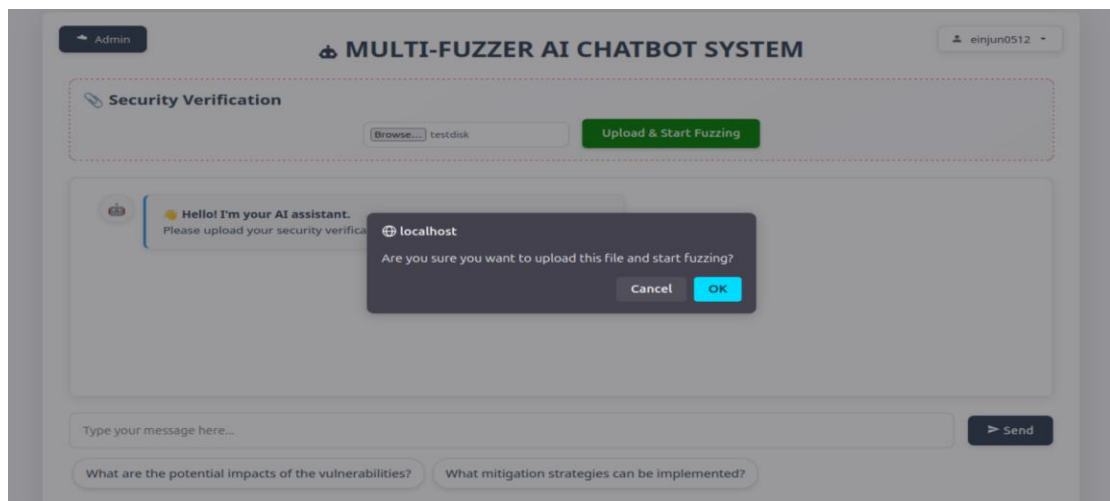 Admin
MULTI-FUZZER AI CHATBOT SYSTEM
einjun0512
Security Verification
Browse... testdisk
Upload & Start Fuzzing
Hello! I'm your AI assistant.
Please upload your security verifica
localhost
Are you sure you want to upload this file and start fuzzing?
Cancel OK
Type your message here...
Send
What are the potential impacts of the vulnerabilities?
What mitigation strategies can be implemented?